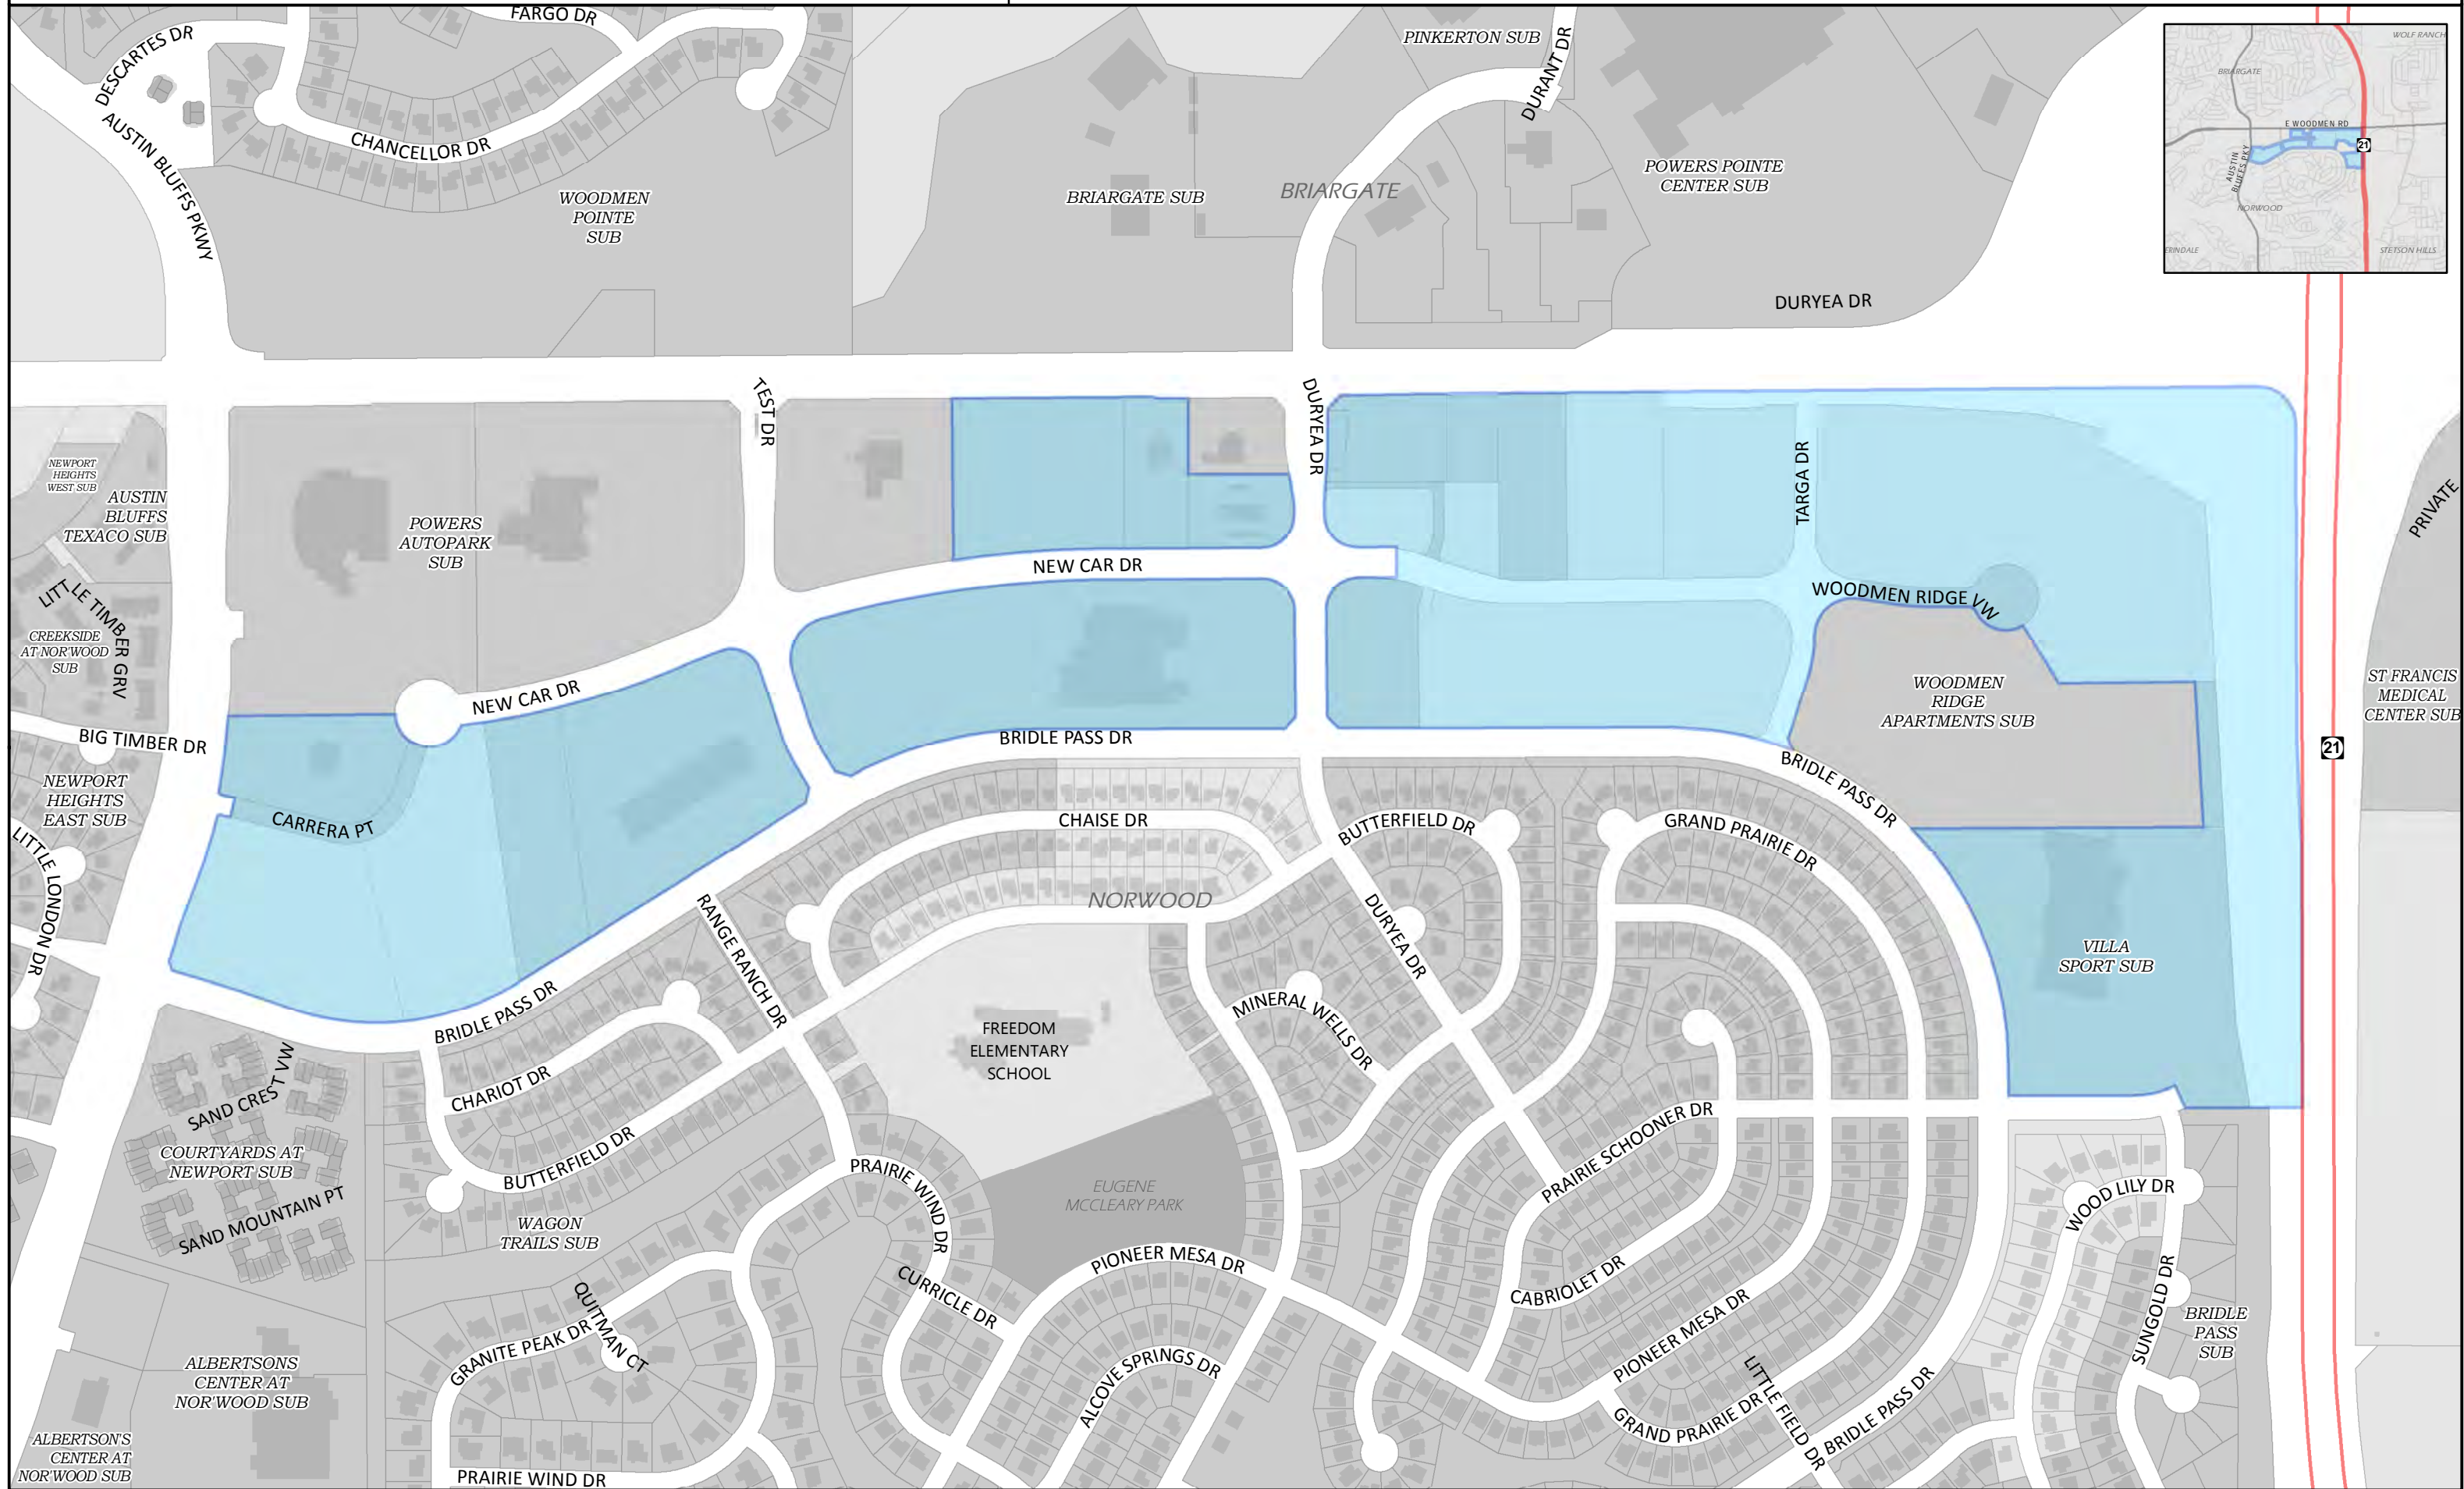 FARGO DR
DESCARTES DR
PINKERTON SUB
DURANT DR
WOLF RANCH
BRIARGATE
E WOODMEN RD
21
AUSTIN
BLUFFS PKY
NORWOOD
STETSON HILLS
AUSTIN BLUFFS PKWY
CHANCELLOR DR
WOODMEN
POINTE
SUB
BRIARGATE SUB
BRIARGATE
POWERS POINTE
CENTER SUB
DURYEA DR
TEST DR
DURYEA DR
TARGA DR
NEWPORT
HEIGHTS
WEST SUB
AUSTIN
BLUFFS
TEXACO SUB
POWERS
AUTOPARK
SUB
PRIVATE
NEW CAR DR
LITTLE TIMBER GRV
CREEKSIDE
AT NOR'WOOD
SUB
WOODMEN RIDGE VW
NEW CAR DR
WOODMEN
RIDGE
APARTMENTS SUB
ST FRANCIS
MEDICAL
CENTER SUB
BIG TIMBER DR
BRIDLE PASS DR
21
NEWPORT
HEIGHTS
EAST SUB
CARRERA PT
BRIDLE PASS DR
CHAISE DR
BUTTERFIELD DR
GRAND PRAIRIE DR
LITTLE LONDON DR
RANGE RANCH DR
NORWOOD
DURYEA DR
VILLA
SPORT SUB
BRIDLE PASS DR
MINERAL WELLS DR
FREEDOM
ELEMENTARY
SCHOOL
SAND CREST VW
CHARIOT DR
PRAIRIE SCHOONER DR
COURTYARDS AT
NEWPORT SUB
BUTTERFIELD DR
PRAIRIE WIND DR
EUGENE
MCCLEARY PARK
WOOD LILY DR
SAND MOUNTAIN PT
WAGON
TRAILS SUB
PIONEER MESA DR
CURRICLE DR
CABRIOLET DR
SUNGOLD DR
QUITMAN CT
GRANITE PEAK DR
PIONEER MESA DR
BRIDLE
PASS
SUB
ALBERTSONS
CENTER AT
NOR'WOOD SUB
ALCOVE SPRINGS DR
LITTLE FIELD DR
GRAND PRAIRIE DR
BRIDLE PASS DR
ALBERTSON'S
CENTER AT
NOR'WOOD SUB
PRAIRIE WIND DR